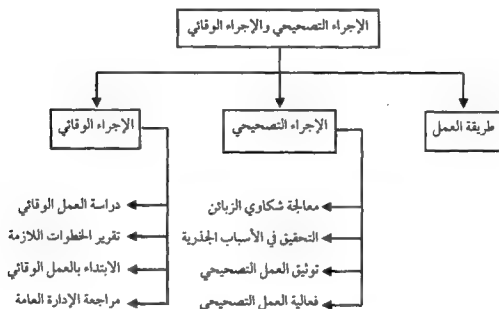 الإجراء التصحيحي والإجراء الوقائي
طريقة العمل
الإجراء التصحيحي
معالجة شكاوي الزبائن
التحقيق في الأسباب الجذرية
توثيق العمل التصحيحي
فعالية العمل التصحيحي
الإجراء الوقائي
دراسة العمل الوقائي
تقرير الخطوات اللازمة
الابتداء بالعمل الوقائي
مراجعة الإدارة العامة